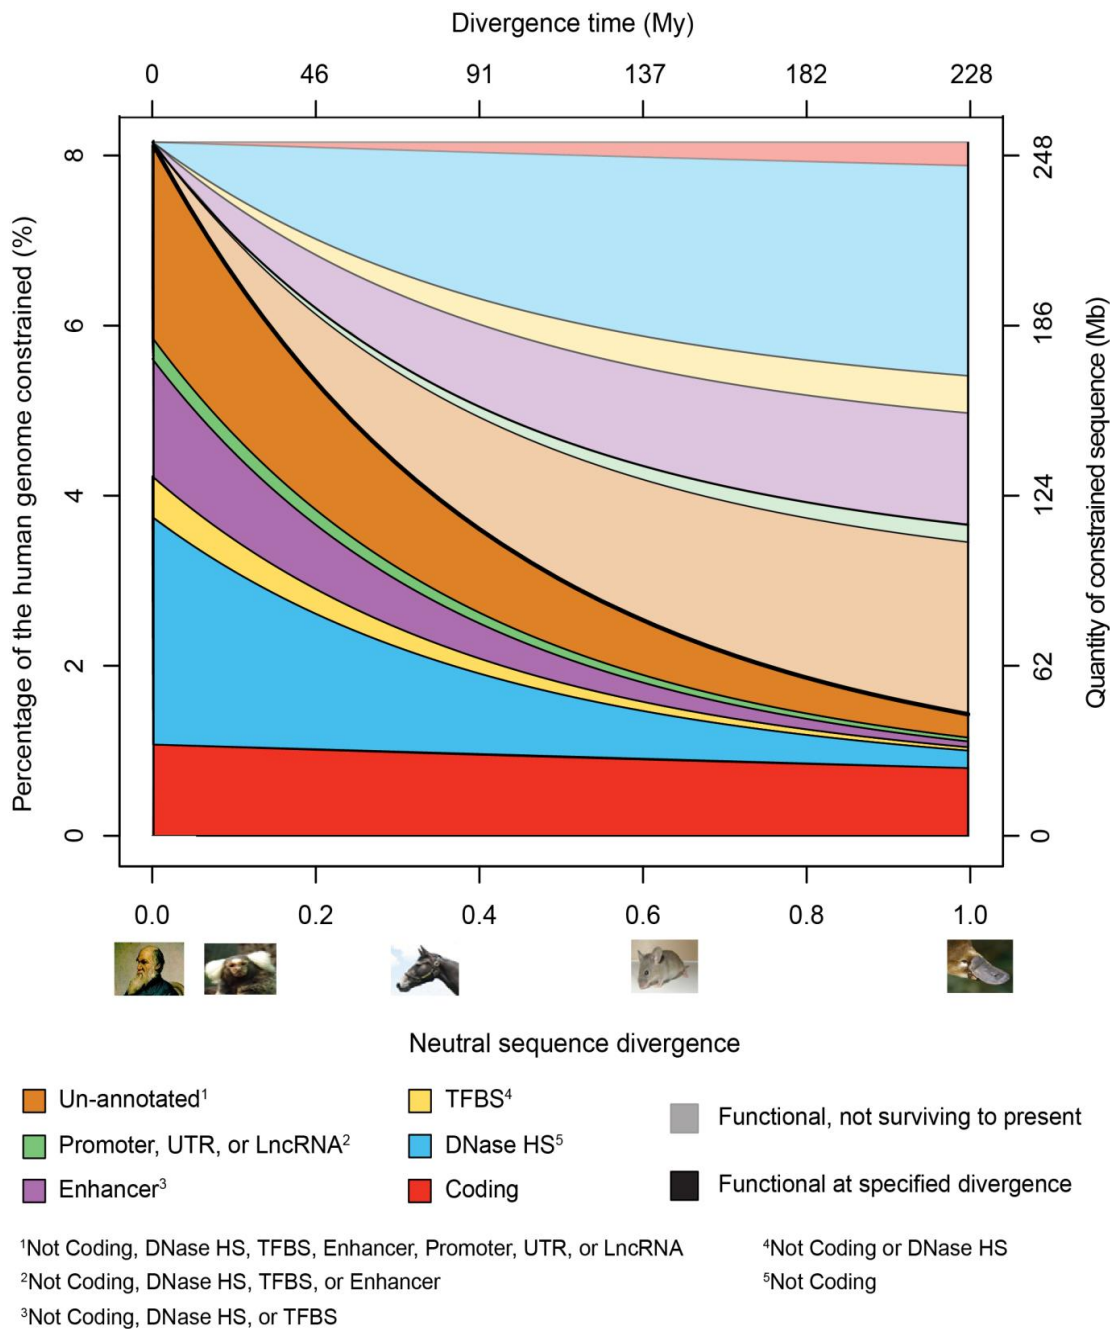 Divergence time (My)
0 46 91 137 182 228
Percentage of the human genome constrained (%)
8
6
4
2
0
Quantity of constrained sequence (Mb)
248
186
124
62
0
0.0 0.2 0.4 0.6 0.8 1.0
Neutral sequence divergence
Un-annotated¹
Promoter, UTR, or LncRNA²
Enhancer³
TFBS⁴
DNase HS⁵
Coding
Functional, not surviving to present
Functional at specified divergence
¹Not Coding, DNase HS, TFBS, Enhancer, Promoter, UTR, or LncRNA
²Not Coding, DNase HS, TFBS, or Enhancer
³Not Coding, DNase HS, or TFBS
⁴Not Coding or DNase HS
⁵Not Coding